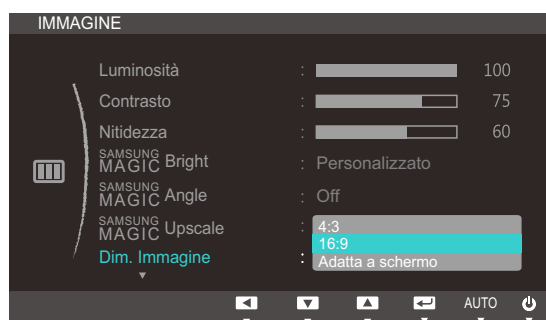 IMMAGINE
Luminosità : 100
Contrasto : 75
Nitidezza : 60
SAMSUNG MAGIC Bright : Personalizzato
SAMSUNG MAGIC Angle : Off
SAMSUNG MAGIC Upscale :
4:3
16:9
Dim. Immagine :
Adatta a schermo
AUTO